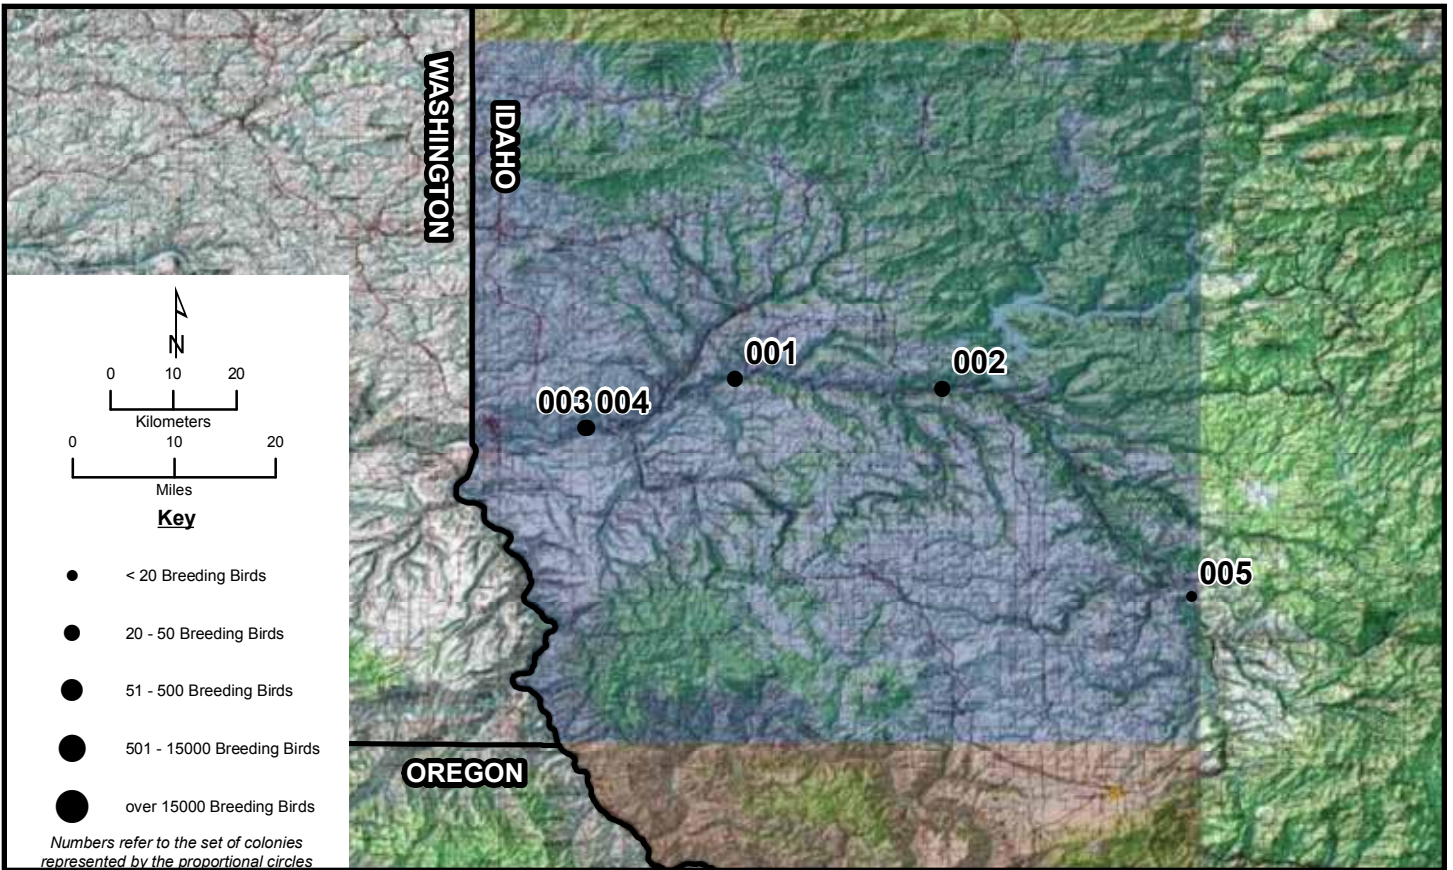 WASHINGTON
IDAHO
001
002
003 004
005
OREGON
N
0 10 20
Kilometers
0 10 20
Miles
Key
< 20 Breeding Birds
20 - 50 Breeding Birds
51 - 500 Breeding Birds
501 - 15000 Breeding Birds
over 15000 Breeding Birds
Numbers refer to the set of colonies
represented by the proportional circles